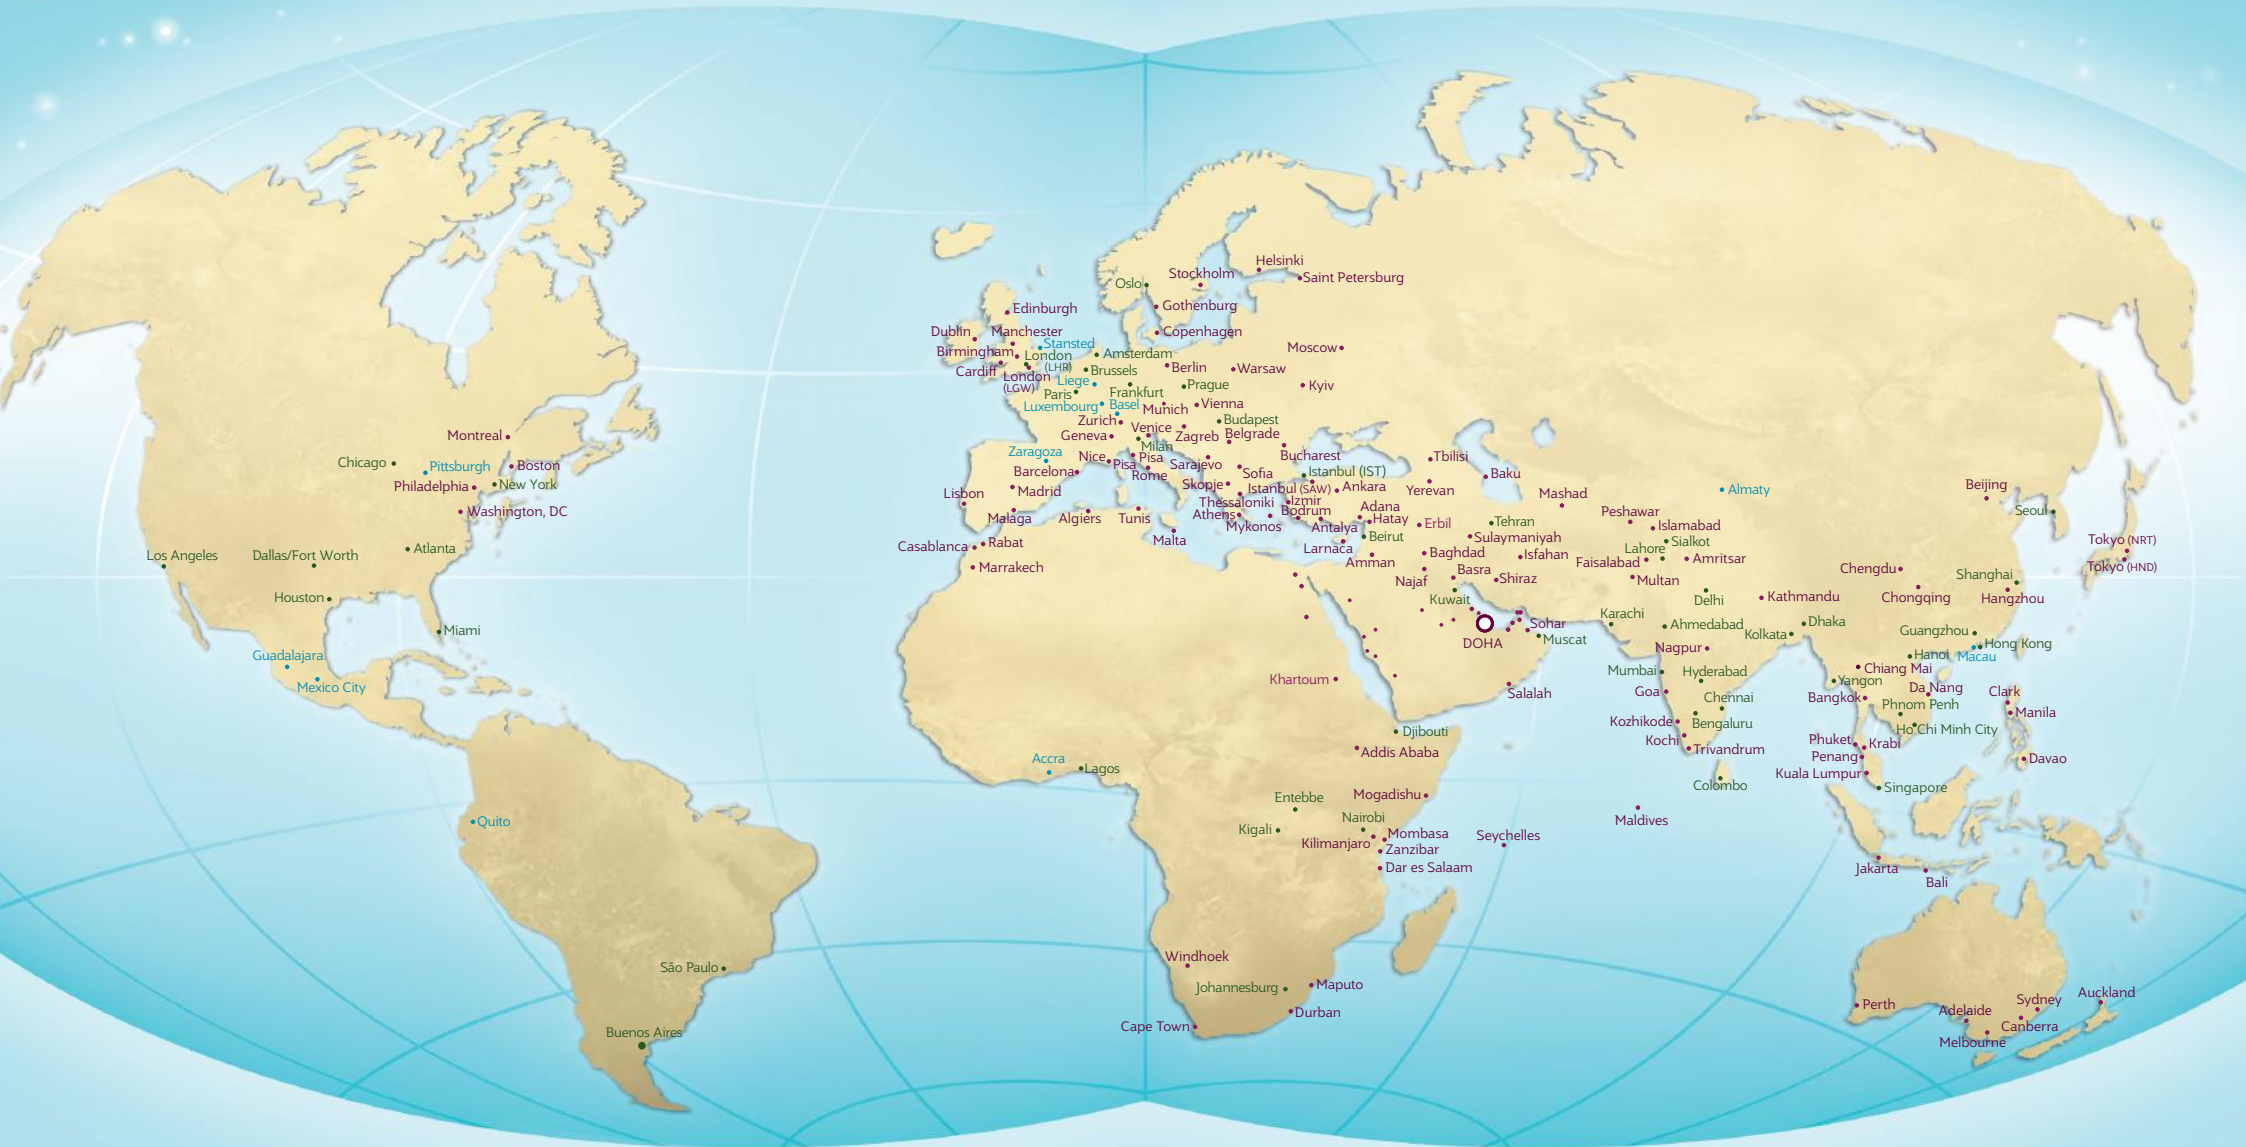 Helsinki
Stockholm
Saint Petersburg
Oslo
Gothenburg
Edinburgh
Dublin
Manchester
Copenhagen
Stansted
Moscow
Birmingham
London
(LHR)
Amsterdam
Cardiff
London
(LGW)
Brussels
Berlin
Warsaw
Liege
Paris
Frankfurt
Prague
Kyiv
Luxembourg
Basel
Munich
Vienna
Zurich
Venice
Budapest
Geneva
Zagreb
Belgrade
Milan
Zaragoza
Nice
Pisa
Pisa
Sarajevo
Bucharest
Barcelona
Rome
Sofia
Istanbul (IST)
Tbilisi
Baku
Skopje
Istanbul (SAW)
Ankara
Yerevan
Lisbon
Madrid
Thessaloniki
Izmir
Mashad
Almaty
Malaga
Algiers
Tunis
Athens
Mykonos
Bodrum
Antalya
Adana
Hatay
Erbil
Tehran
Malta
Larnaca
Beirut
Sulaymaniyah
Casablanca
Rabat
Amman
Baghdad
Isfahan
Marrakech
Najaf
Basra
Shiraz
Kuwait
DOHA
Sohar
Muscat
Salalah
Montreal
Chicago
Pittsburgh
Boston
Philadelphia
New York
Washington, DC
Los Angeles
Dallas/Fort Worth
Atlanta
Houston
Miami
Guadalajara
Mexico City
Quito
São Paulo
Buenos Aires
Khartoum
Djibouti
Addis Ababa
Accra
Lagos
Entebbe
Mogadishu
Kigali
Nairobi
Mombasa
Kilimanjaro
Zanzibar
Dar es Salaam
Seychelles
Windhoek
Johannesburg
Maputo
Durban
Cape Town
Peshawar
Islamabad
Lahore
Sialkot
Faisalabad
Amritsar
Multan
Delhi
Kathmandu
Karachi
Ahmedabad
Kolkata
Dhaka
Nagpur
Mumbai
Hyderabad
Goa
Chennai
Kozhikode
Bengaluru
Kochi
Trivandrum
Colombo
Maldives
Beijing
Seoul
Tokyo (NRT)
Tokyo (HND)
Chengdu
Shanghai
Chongqing
Hangzhou
Guangzhou
Hong Kong
Hanoi
Macau
Chiang Mai
Yangon
Da Nang
Clark
Bangkok
Phnom Penh
Manila
Ho Chi Minh City
Phuket
Krabi
Penang
Davao
Kuala Lumpur
Singapore
Jakarta
Bali
Perth
Adelaide
Sydney
Auckland
Canberra
Melbourne